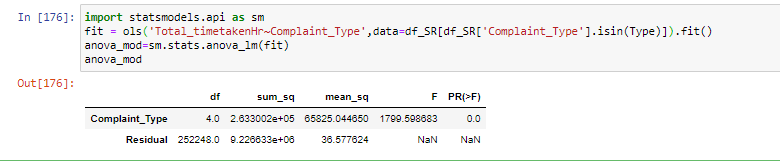 In [176]: import statsmodels.api as sm
fit = ols('Total_timetakenHr~Complaint_Type',data=df_SR[df_SR['Complaint_Type'].isin(Type)]).fit()
anova_mod=sm.stats.anova_lm(fit)
anova_mod
Out[176]:
df sum_sq mean_sq F PR(>F)
Complaint_Type 4.0 2.633002e+05 65825.044650 1799.598683 0.0
Residual 252248.0 9.226633e+06 36.577624 NaN NaN